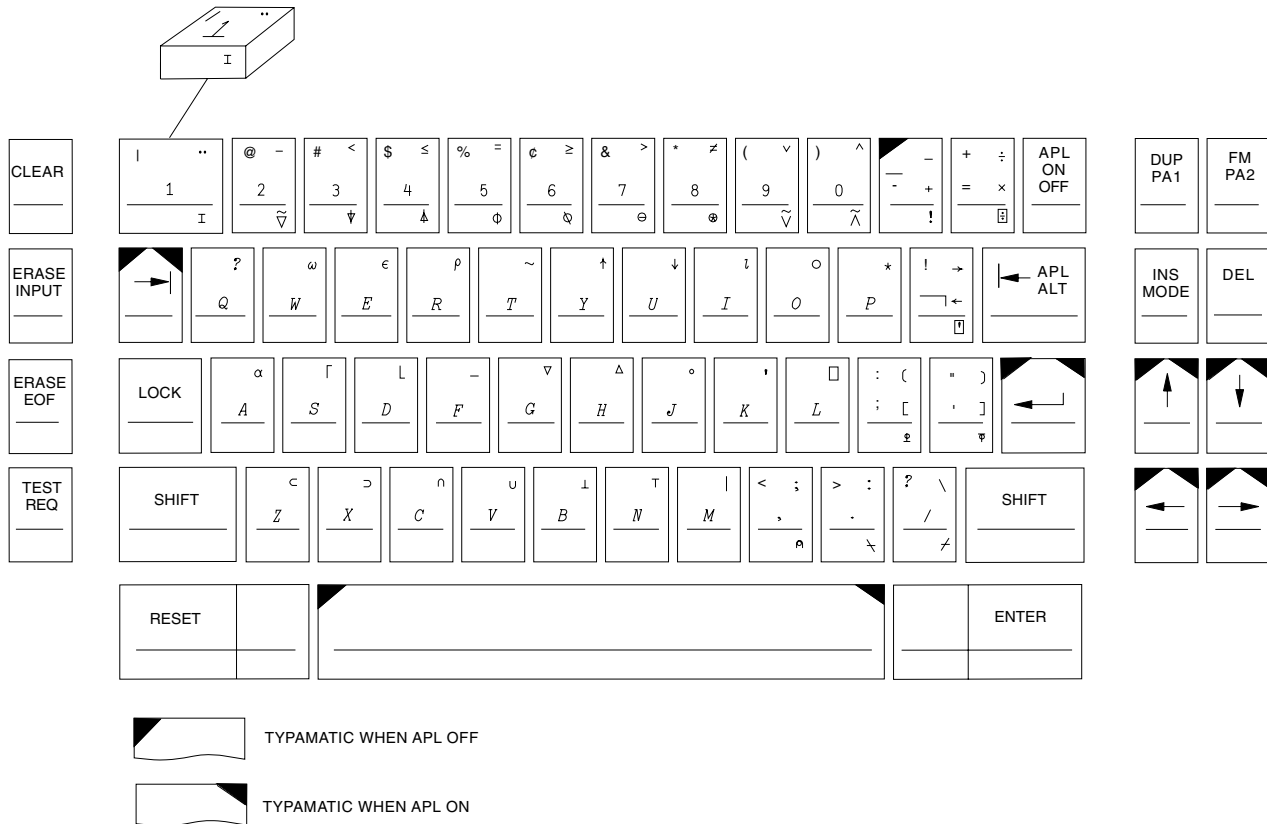 1 ¨
I
CLEAR | ¨ 1 I @ – 2 ⍫ # < 3 ⍒ $ ≤ 4 ⍋ % = 5 ⌽ ¢ ≥ 6 ⍉ & > 7 ⊖ * ≠ 8 ⍟ ( ∨ 9 ⍱ ) ∧ 0 ⍲ _ – - + ! + ÷ = × ⌹ APL ON OFF DUP PA1 FM PA2
ERASE INPUT →| ? Q ω W ϵ E ρ R ~ T ↑ Y ↓ U ι I ○ O * P ! → ¬ ← ⍞ |← APL ALT INS MODE DEL
ERASE EOF LOCK α A ⌈ S ⌊ D _ F ∇ G ∆ H ∘ J ' K ⎕ L : ( ; [ ⍎ " ) ' ] ⍕ ↵ ↑ ↓
TEST REQ SHIFT ⊂ Z ⊃ X ∩ C ∪ V ⊥ B ⊤ N | M < ; , ⍝ > : . ⍀ ? \ / ⌿ SHIFT ← →
RESET ENTER
TYPAMATIC WHEN APL OFF
TYPAMATIC WHEN APL ON